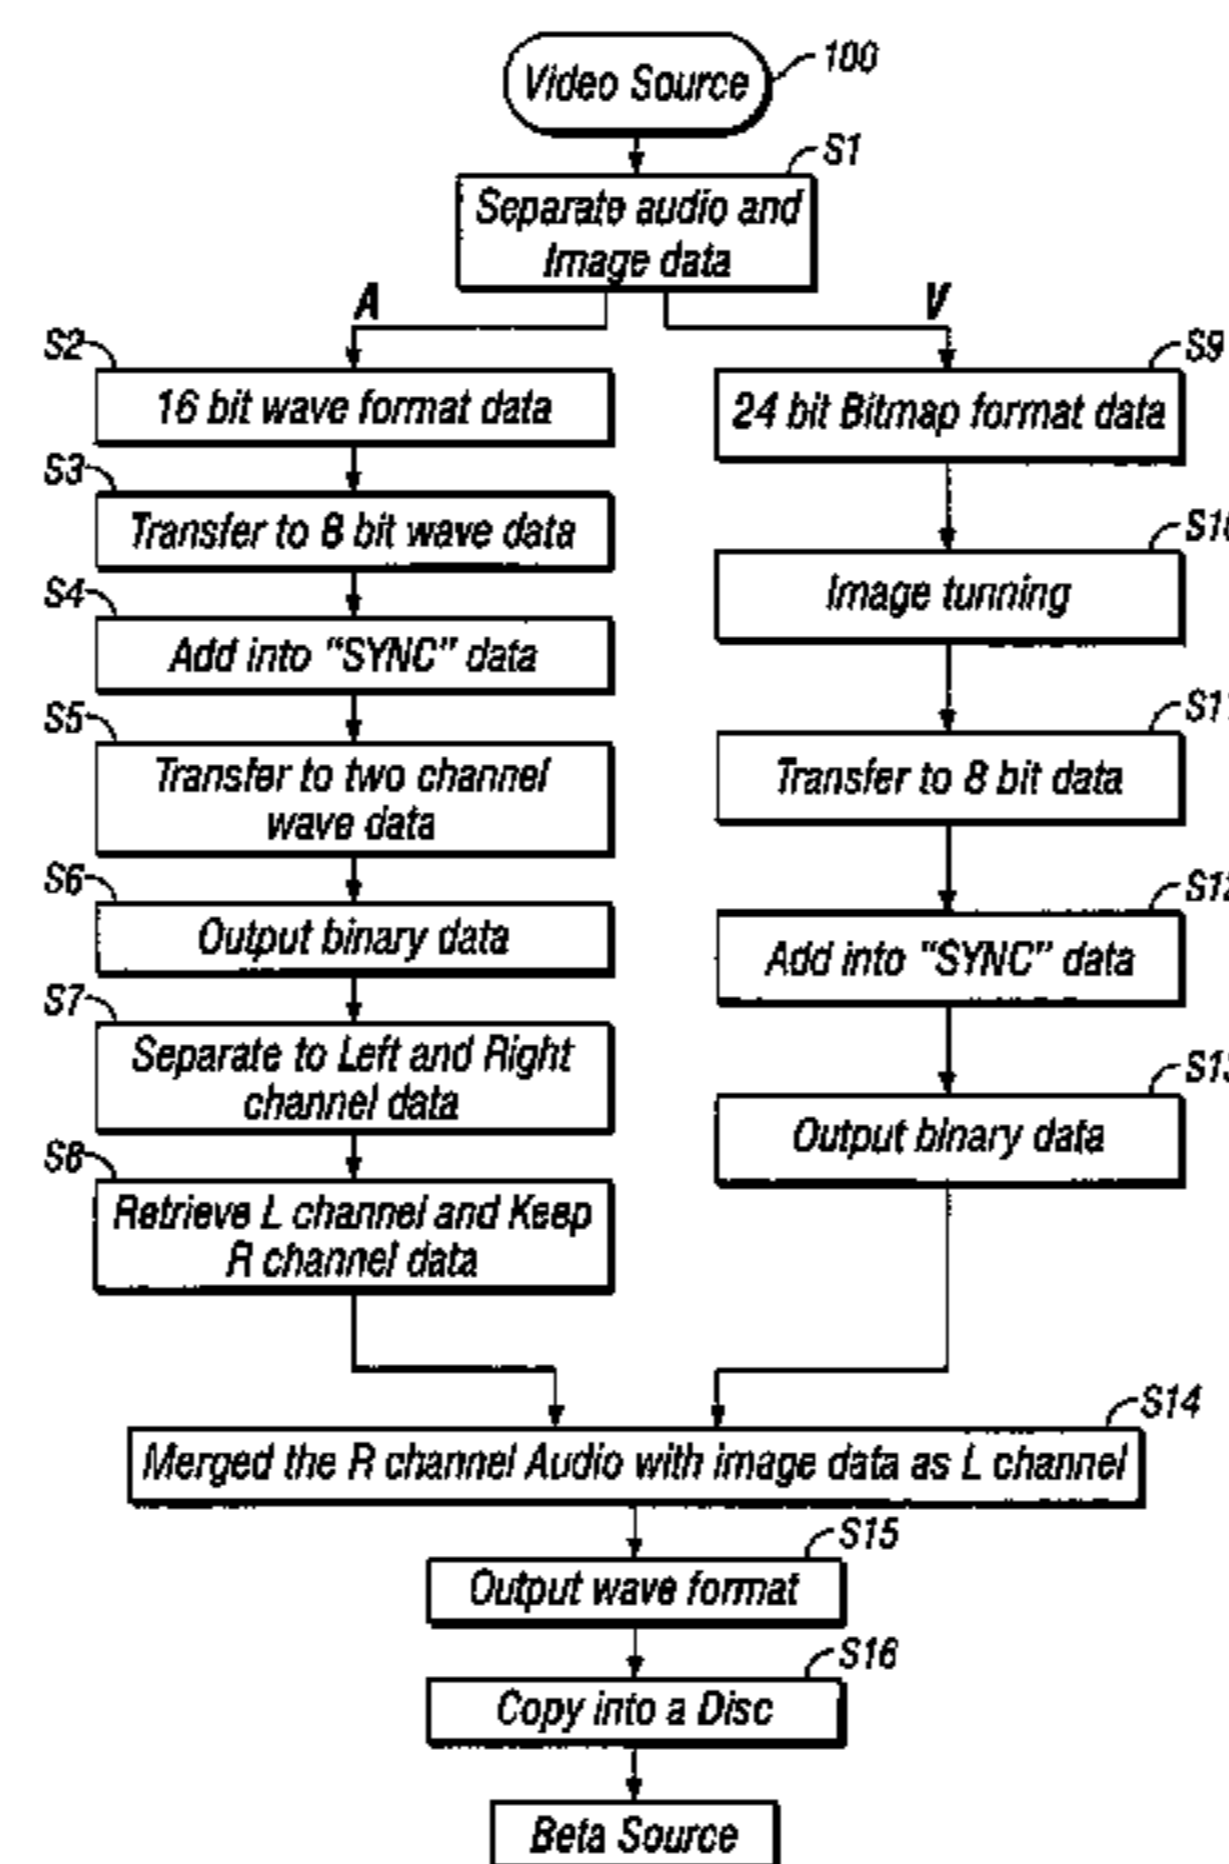 Video Source
100
S1
Separate audio and
Image data
A
V
S2
16 bit wave format data
S3
Transfer to 8 bit wave data
S4
Add into “SYNC” data
S5
Transfer to two channel
wave data
S6
Output binary data
S7
Separate to Left and Right
channel data
S8
Retrieve L channel and Keep
R channel data
S9
24 bit Bitmap format data
S10
Image tunning
S11
Transfer to 8 bit data
S12
Add into “SYNC” data
S13
Output binary data
S14
Merged the R channel Audio with image data as L channel
S15
Output wave format
S16
Copy into a Disc
Beta Source